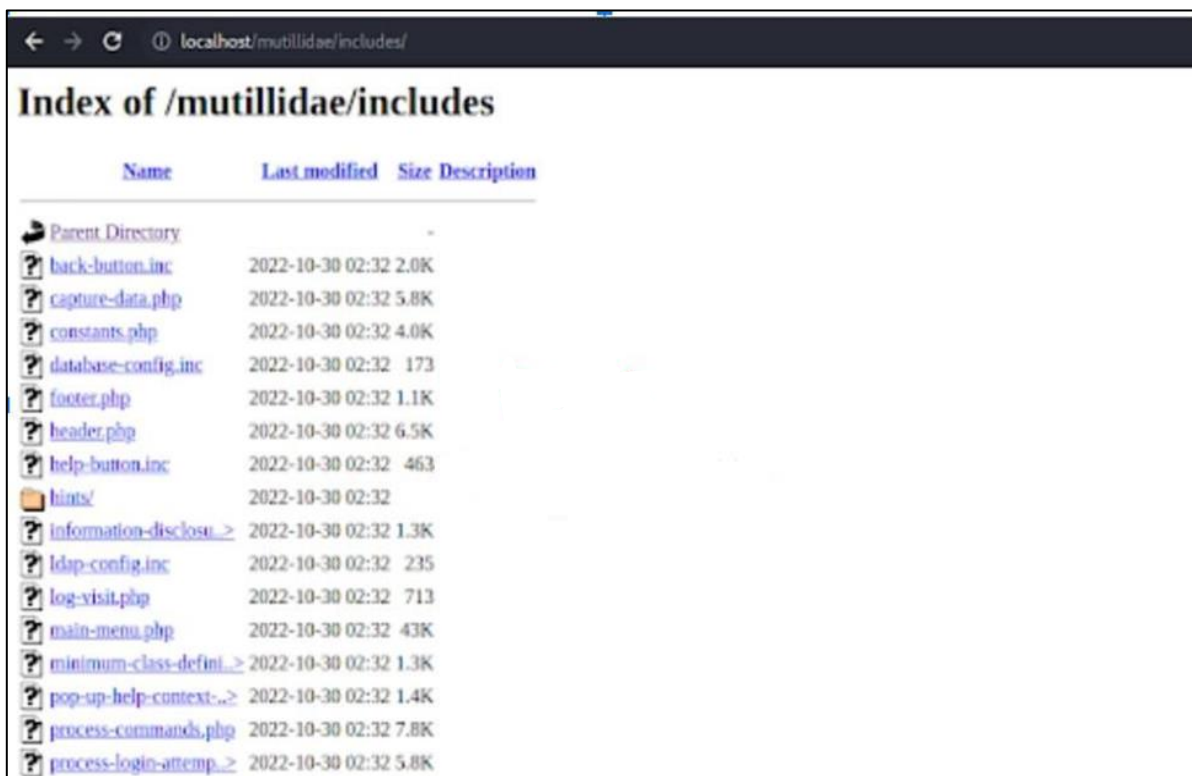 localhost/mutillidae/includes/
Index of /mutillidae/includes
Name Last modified Size Description
Parent Directory -
back-button.inc 2022-10-30 02:32 2.0K
capture-data.php 2022-10-30 02:32 5.8K
constants.php 2022-10-30 02:32 4.0K
database-config.inc 2022-10-30 02:32 173
footer.php 2022-10-30 02:32 1.1K
header.php 2022-10-30 02:32 6.5K
help-button.inc 2022-10-30 02:32 463
hints/ 2022-10-30 02:32
information-disclosu..> 2022-10-30 02:32 1.3K
ldap-config.inc 2022-10-30 02:32 235
log-visit.php 2022-10-30 02:32 713
main-menu.php 2022-10-30 02:32 43K
minimum-class-defini..> 2022-10-30 02:32 1.3K
pop-up-help-context-..> 2022-10-30 02:32 1.4K
process-commands.php 2022-10-30 02:32 7.8K
process-login-attemp..> 2022-10-30 02:32 5.8K